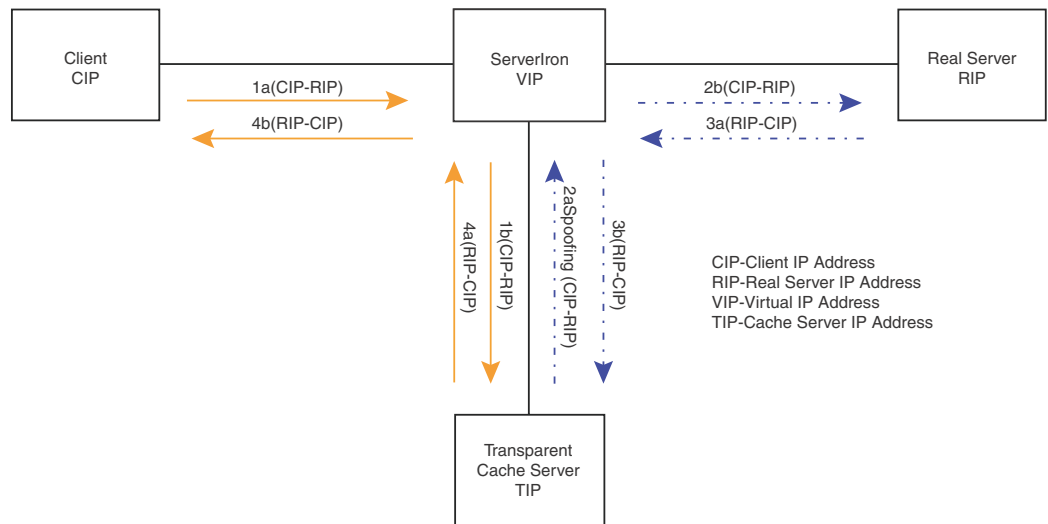 Client
CIP
ServerIron
VIP
Real Server
RIP
1a(CIP-RIP)
4b(RIP-CIP)
2b(CIP-RIP)
3a(RIP-CIP)
4a(RIP-CIP)
1b(CIP-RIP)
2aSpoofing (CIP-RIP)
3b(RIP-CIP)
CIP-Client IP Address
RIP-Real Server IP Address
VIP-Virtual IP Address
TIP-Cache Server IP Address
Transparent
Cache Server
TIP